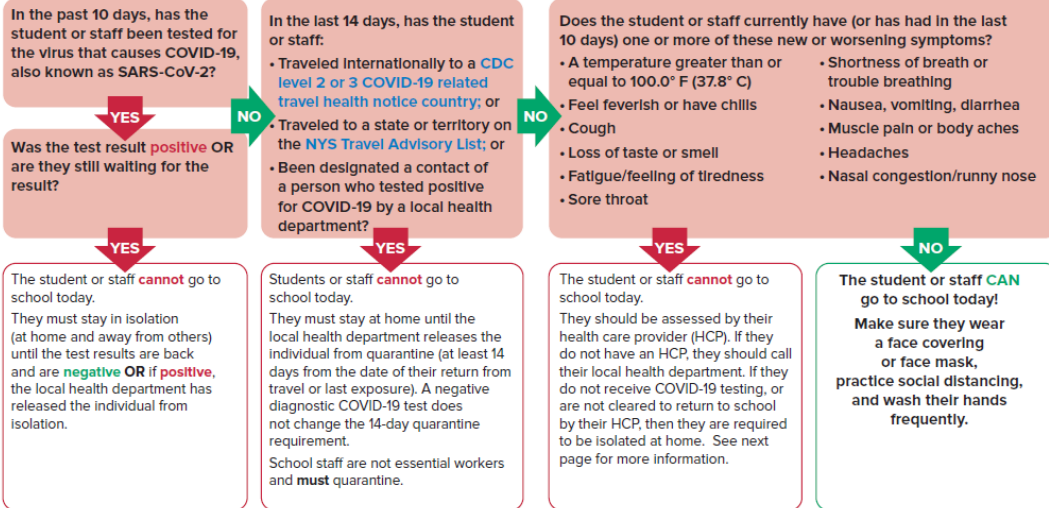 In the past 10 days, has the
student or staff been tested for
the virus that causes COVID-19,
also known as SARS-CoV-2?
YES
Was the test result positive OR
are they still waiting for the
result?
YES
The student or staff cannot go to
school today.
They must stay in isolation
(at home and away from others)
until the test results are back
and are negative OR if positive,
the local health department has
released the individual from
isolation.
NO
In the last 14 days, has the student
or staff:
• Traveled internationally to a CDC
level 2 or 3 COVID-19 related
travel health notice country; or
• Traveled to a state or territory on
the NYS Travel Advisory List; or
• Been designated a contact of
a person who tested positive
for COVID-19 by a local health
department?
YES
Students or staff cannot go to
school today.
They must stay at home until the
local health department releases the
individual from quarantine (at least 14
days from the date of their return from
travel or last exposure). A negative
diagnostic COVID-19 test does
not change the 14-day quarantine
requirement.
School staff are not essential workers
and must quarantine.
NO
Does the student or staff currently have (or has had in the last
10 days) one or more of these new or worsening symptoms?
• A temperature greater than or
equal to 100.0° F (37.8° C)
• Feel feverish or have chills
• Cough
• Loss of taste or smell
• Fatigue/feeling of tiredness
• Sore throat
• Shortness of breath or
trouble breathing
• Nausea, vomiting, diarrhea
• Muscle pain or body aches
• Headaches
• Nasal congestion/runny nose
YES
The student or staff cannot go to
school today.
They should be assessed by their
health care provider (HCP). If they
do not have an HCP, they should call
their local health department. If they
do not receive COVID-19 testing, or
are not cleared to return to school
by their HCP, then they are required
to be isolated at home. See next
page for more information.
NO
The student or staff CAN
go to school today!
Make sure they wear
a face covering
or face mask,
practice social distancing,
and wash their hands
frequently.